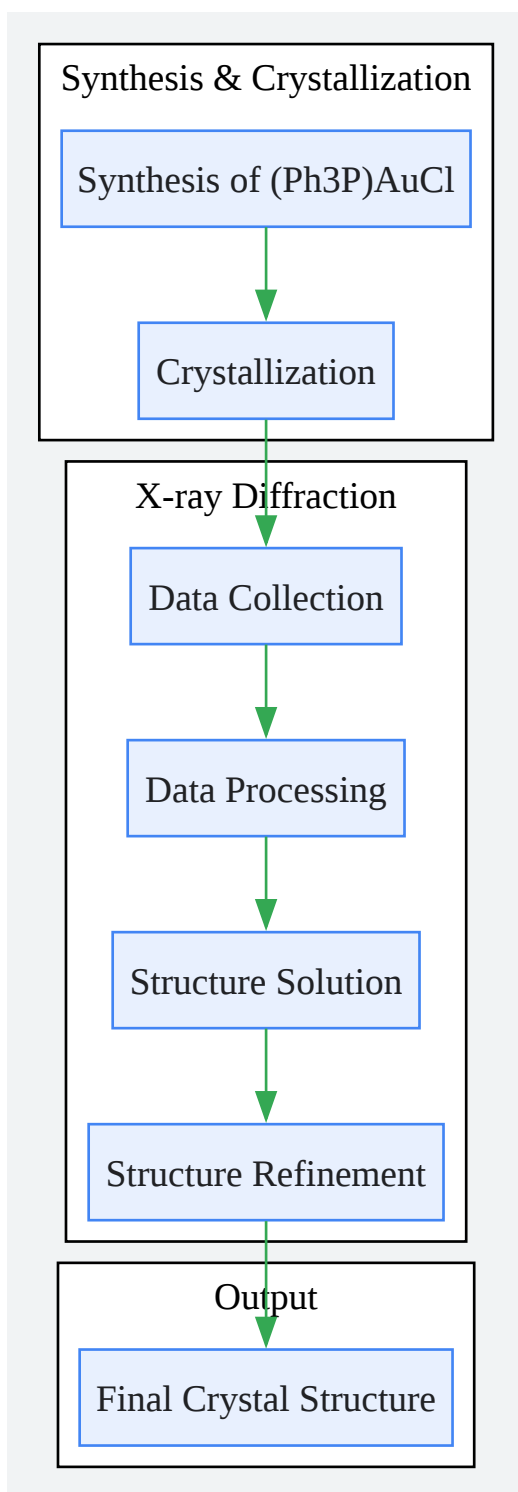 Synthesis & Crystallization
Synthesis of (Ph3P)AuCl
Crystallization
X-ray Diffraction
Data Collection
Data Processing
Structure Solution
Structure Refinement
Output
Final Crystal Structure